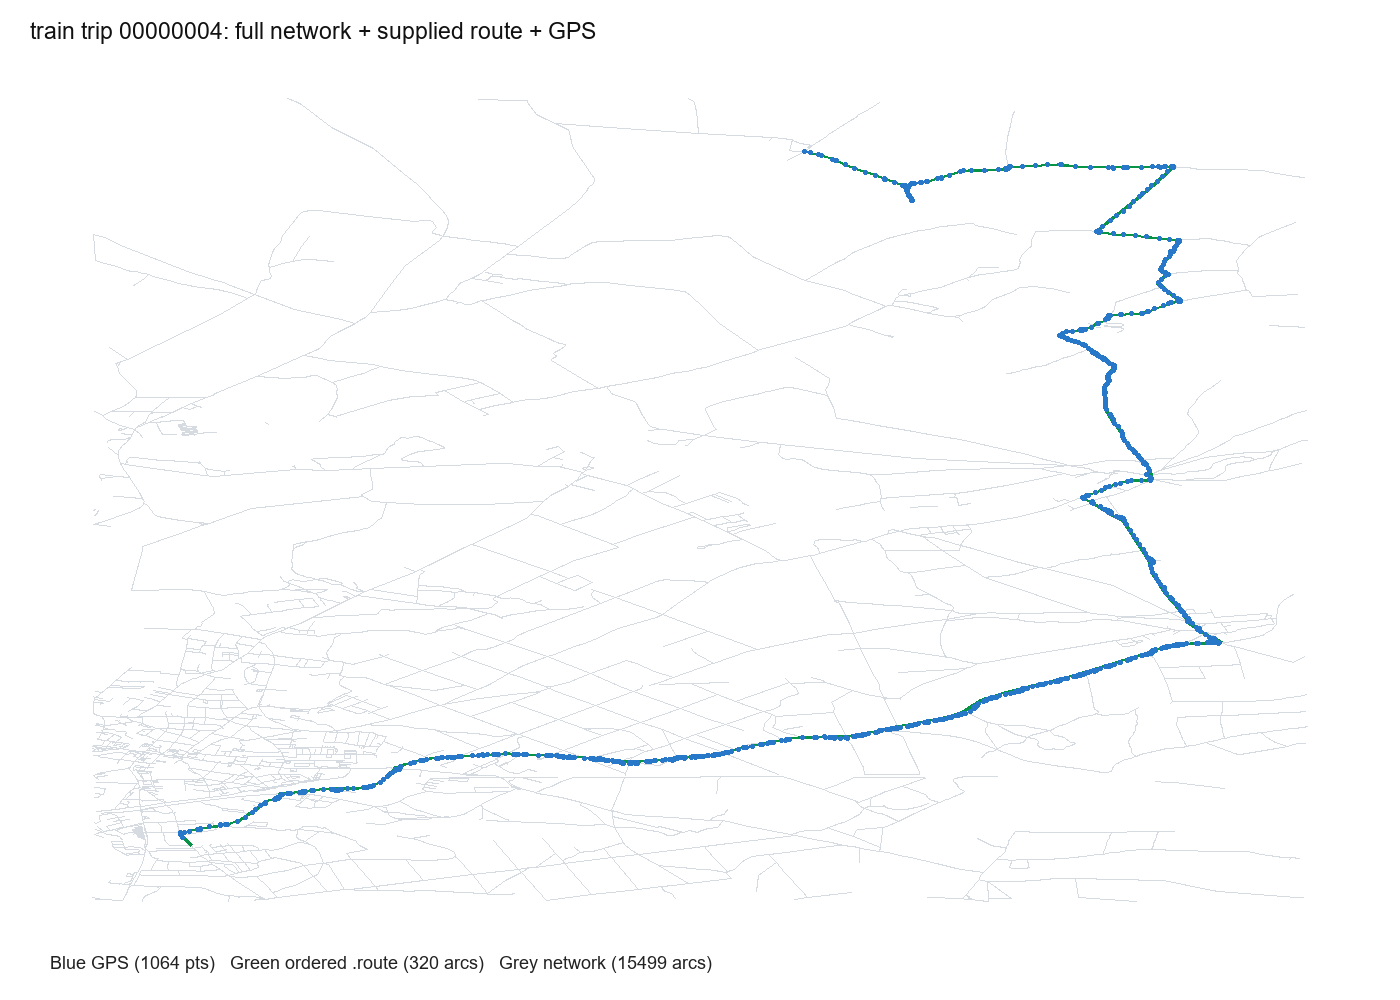 train trip 00000004: full network + supplied route + GPS
Blue GPS (1064 pts)   Green ordered .route (320 arcs)   Grey network (15499 arcs)